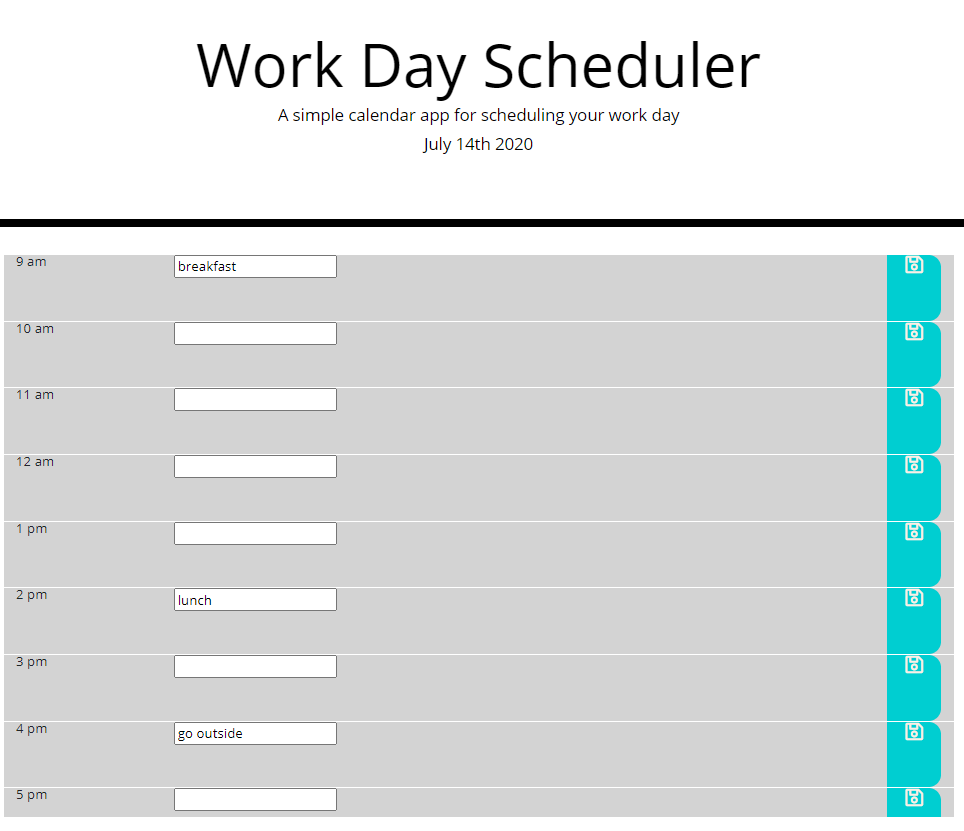 Work Day Scheduler
A simple calendar app for scheduling your work day
July 14th 2020
9 am
breakfast
10 am
11 am
12 am
1 pm
2 pm
lunch
3 pm
4 pm
go outside
5 pm